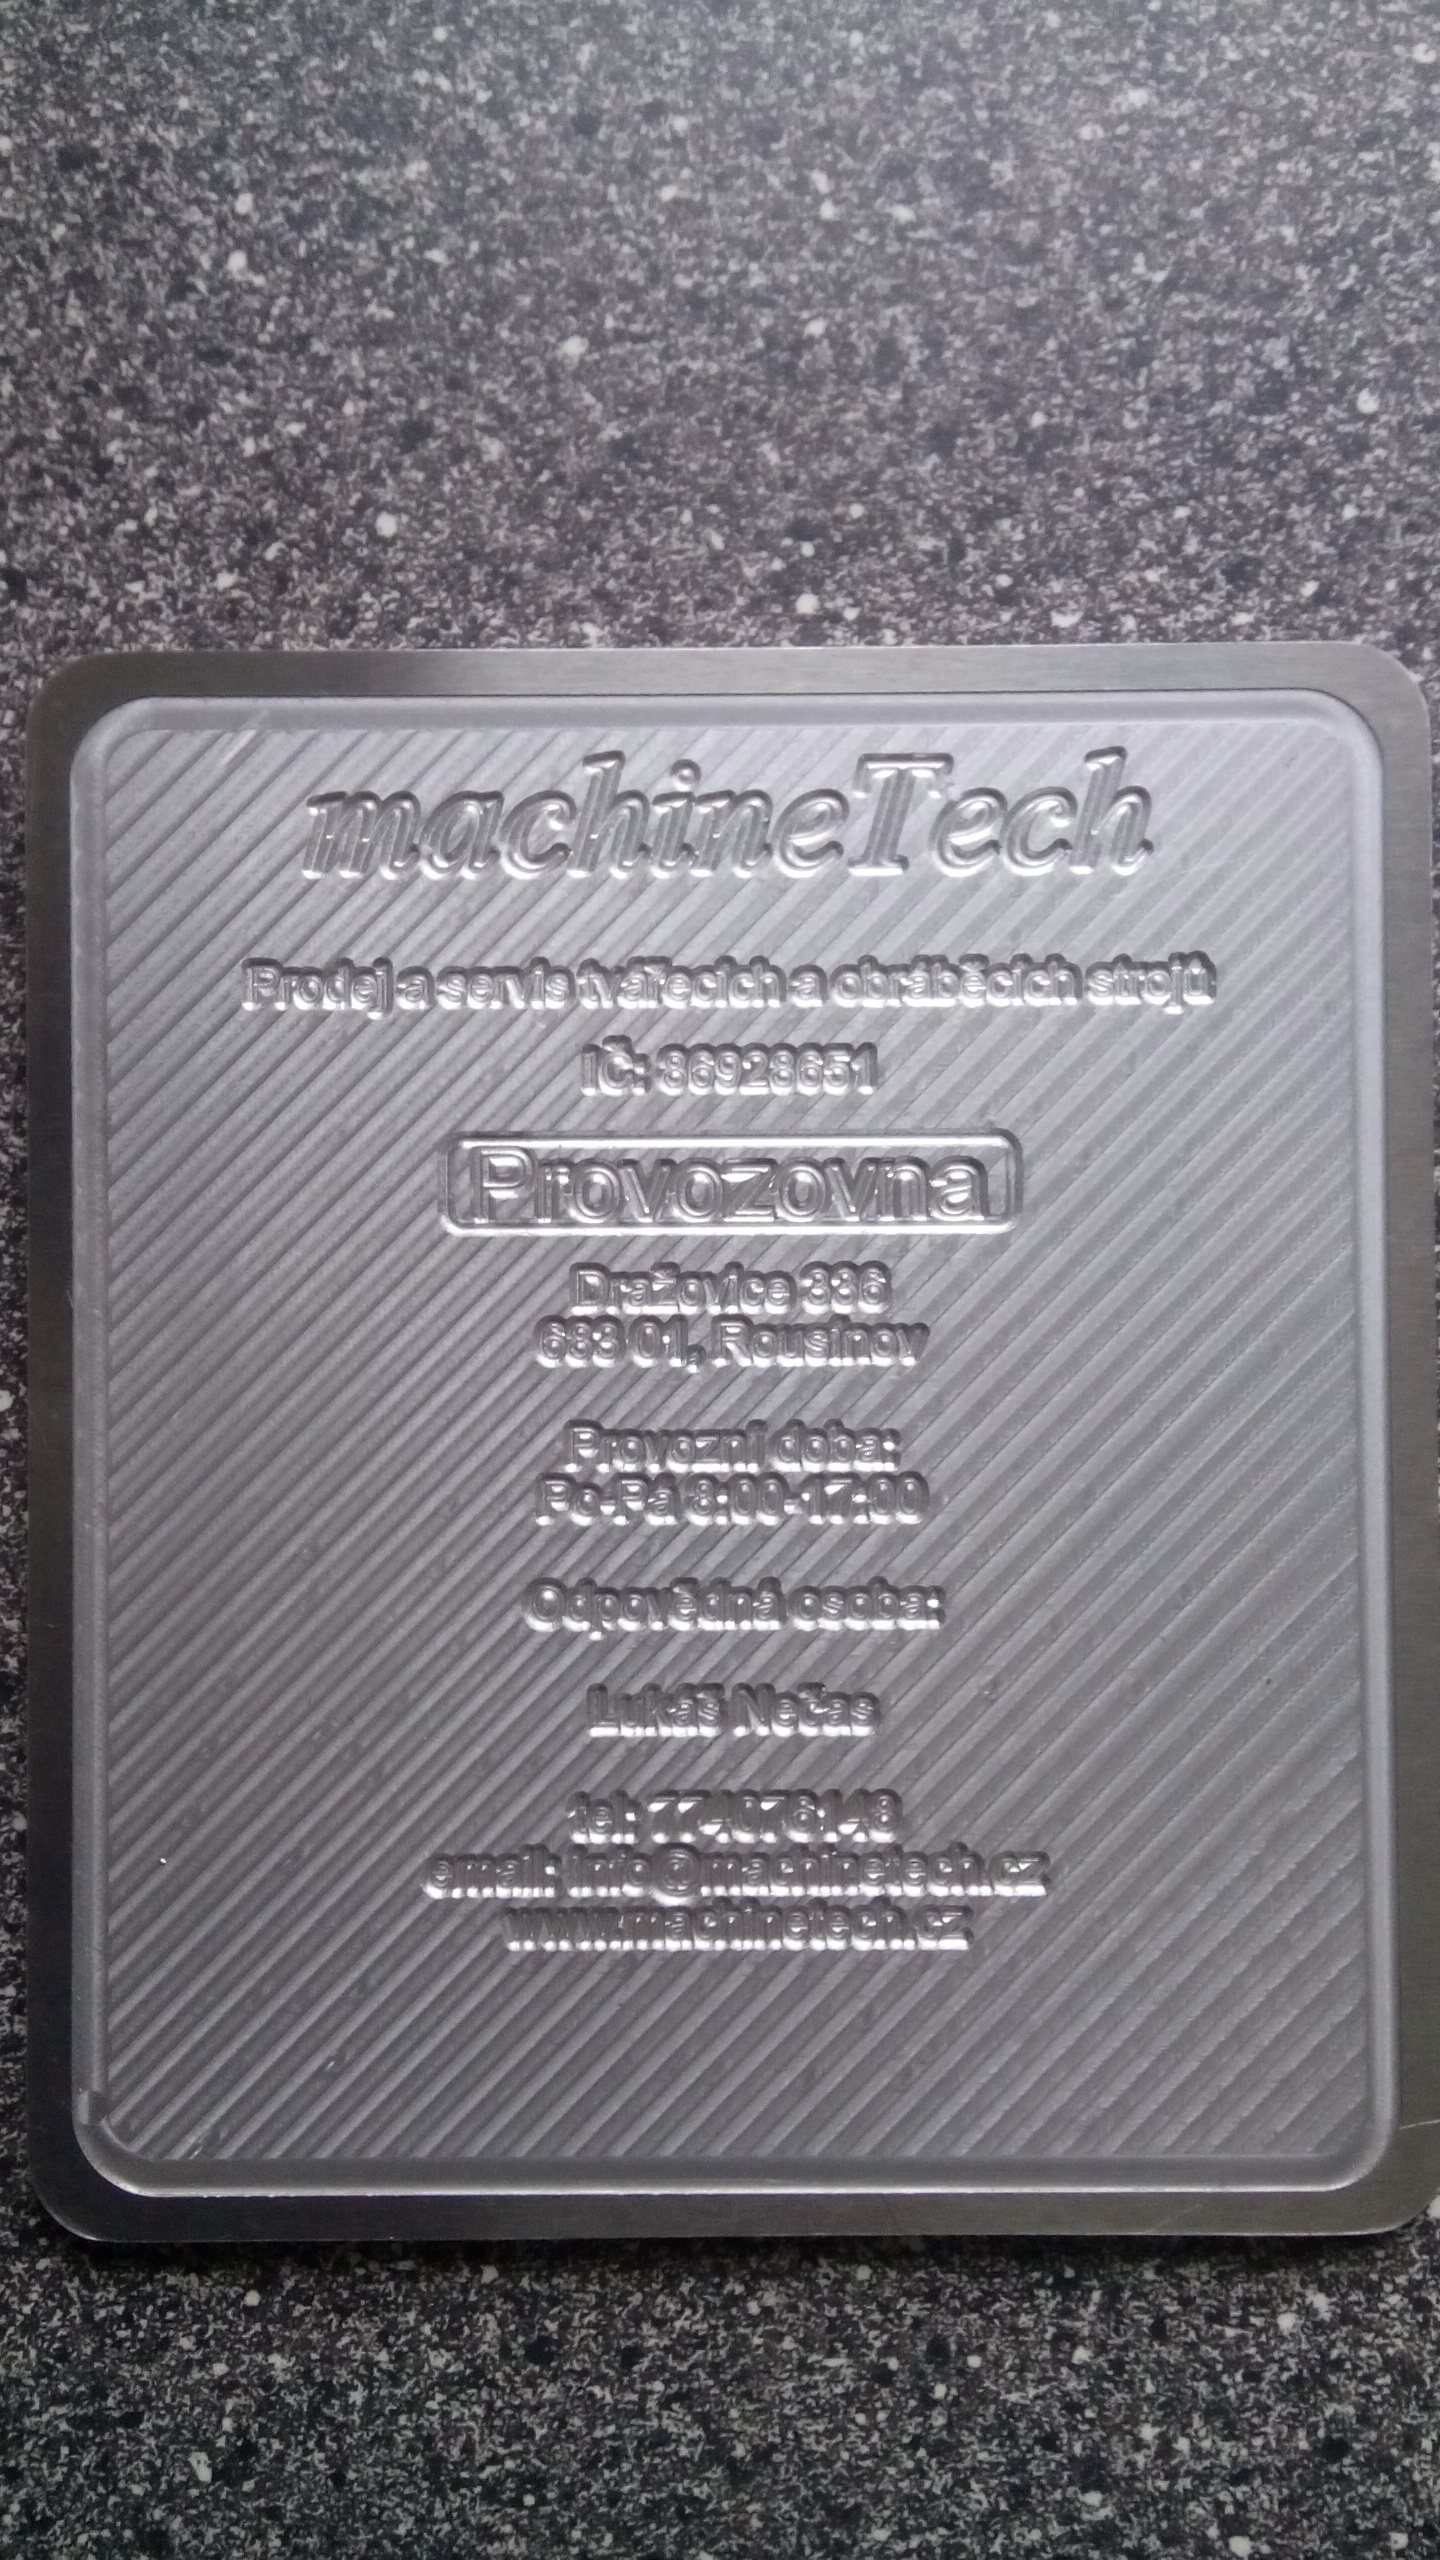 machineTech
Prodej a servis tvářecích a obráběcích strojů
IČ: 86928651
Provozovna
Dražovice 336
683 01, Rousínov
Provozní doba:
Po-Pá 8:00-17:00
Odpovědná osoba:
Lukáš Nečas
tel: 774076148
email: info@machinetech.cz
www.machinetech.cz